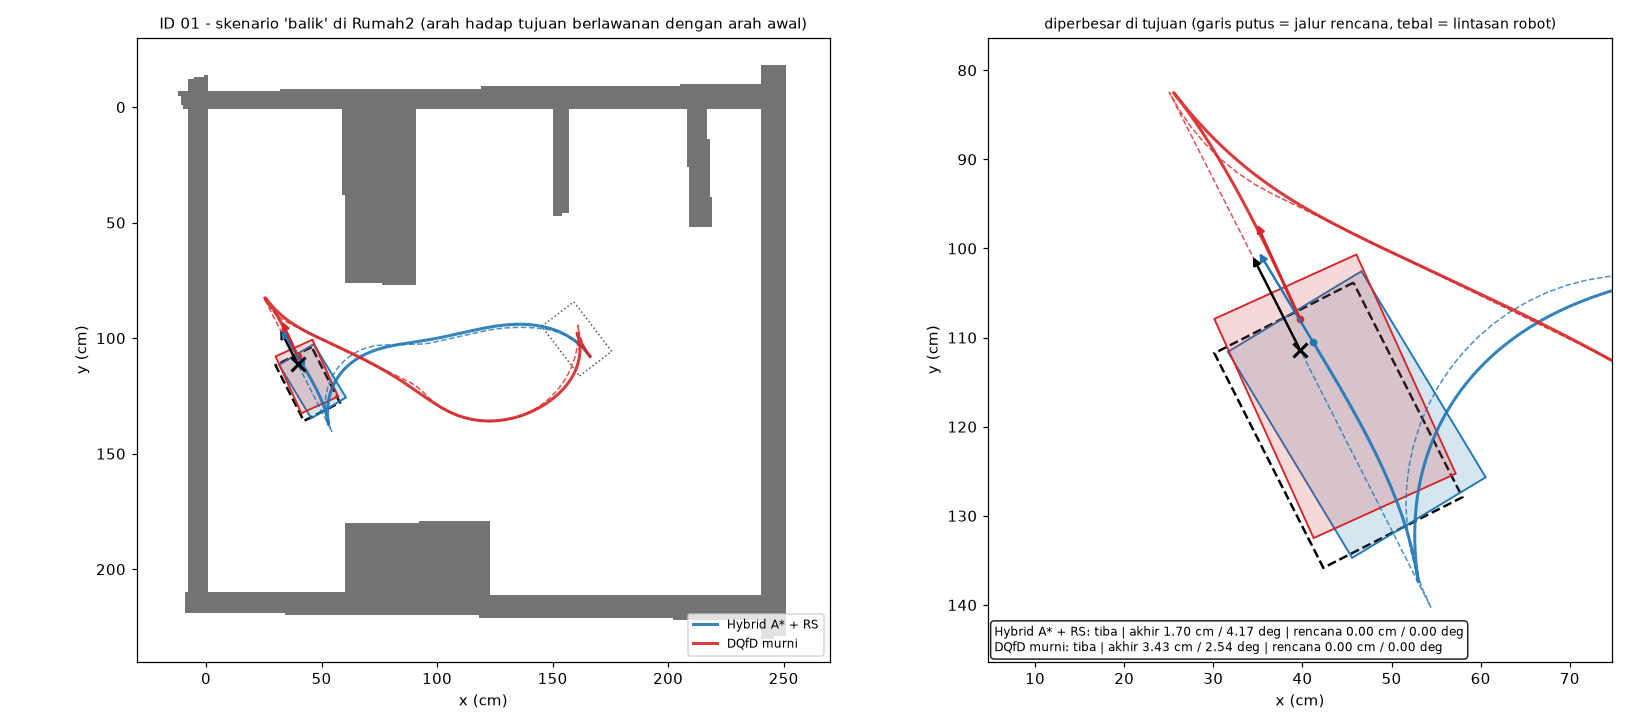 ID 01 - skenario 'balik' di Rumah2 (arah hadap tujuan berlawanan dengan arah awal)
0
50
100
150
200
y (cm)
0
50
100
150
200
250
x (cm)
Hybrid A* + RS
DQfD murni
diperbesar di tujuan (garis putus = jalur rencana, tebal = lintasan robot)
80
90
100
110
120
130
140
y (cm)
Hybrid A* + RS: tiba | akhir 1.70 cm / 4.17 deg | rencana 0.00 cm / 0.00 deg
DQfD murni: tiba | akhir 3.43 cm / 2.54 deg | rencana 0.00 cm / 0.00 deg
10
20
30
40
50
60
70
x (cm)